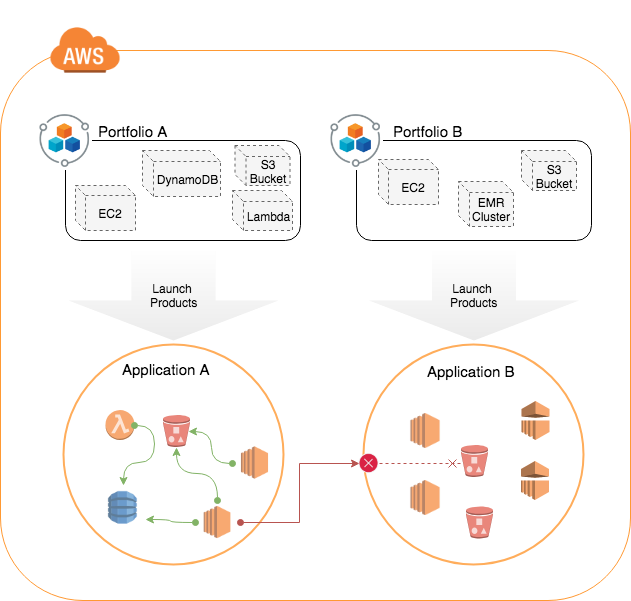 AWS
Portfolio A
Portfolio B
DynamoDB
S3
Bucket
EC2
Lambda
EC2
S3
Bucket
EMR
Cluster
Launch
Products
Launch
Products
Application A
Application B
λ